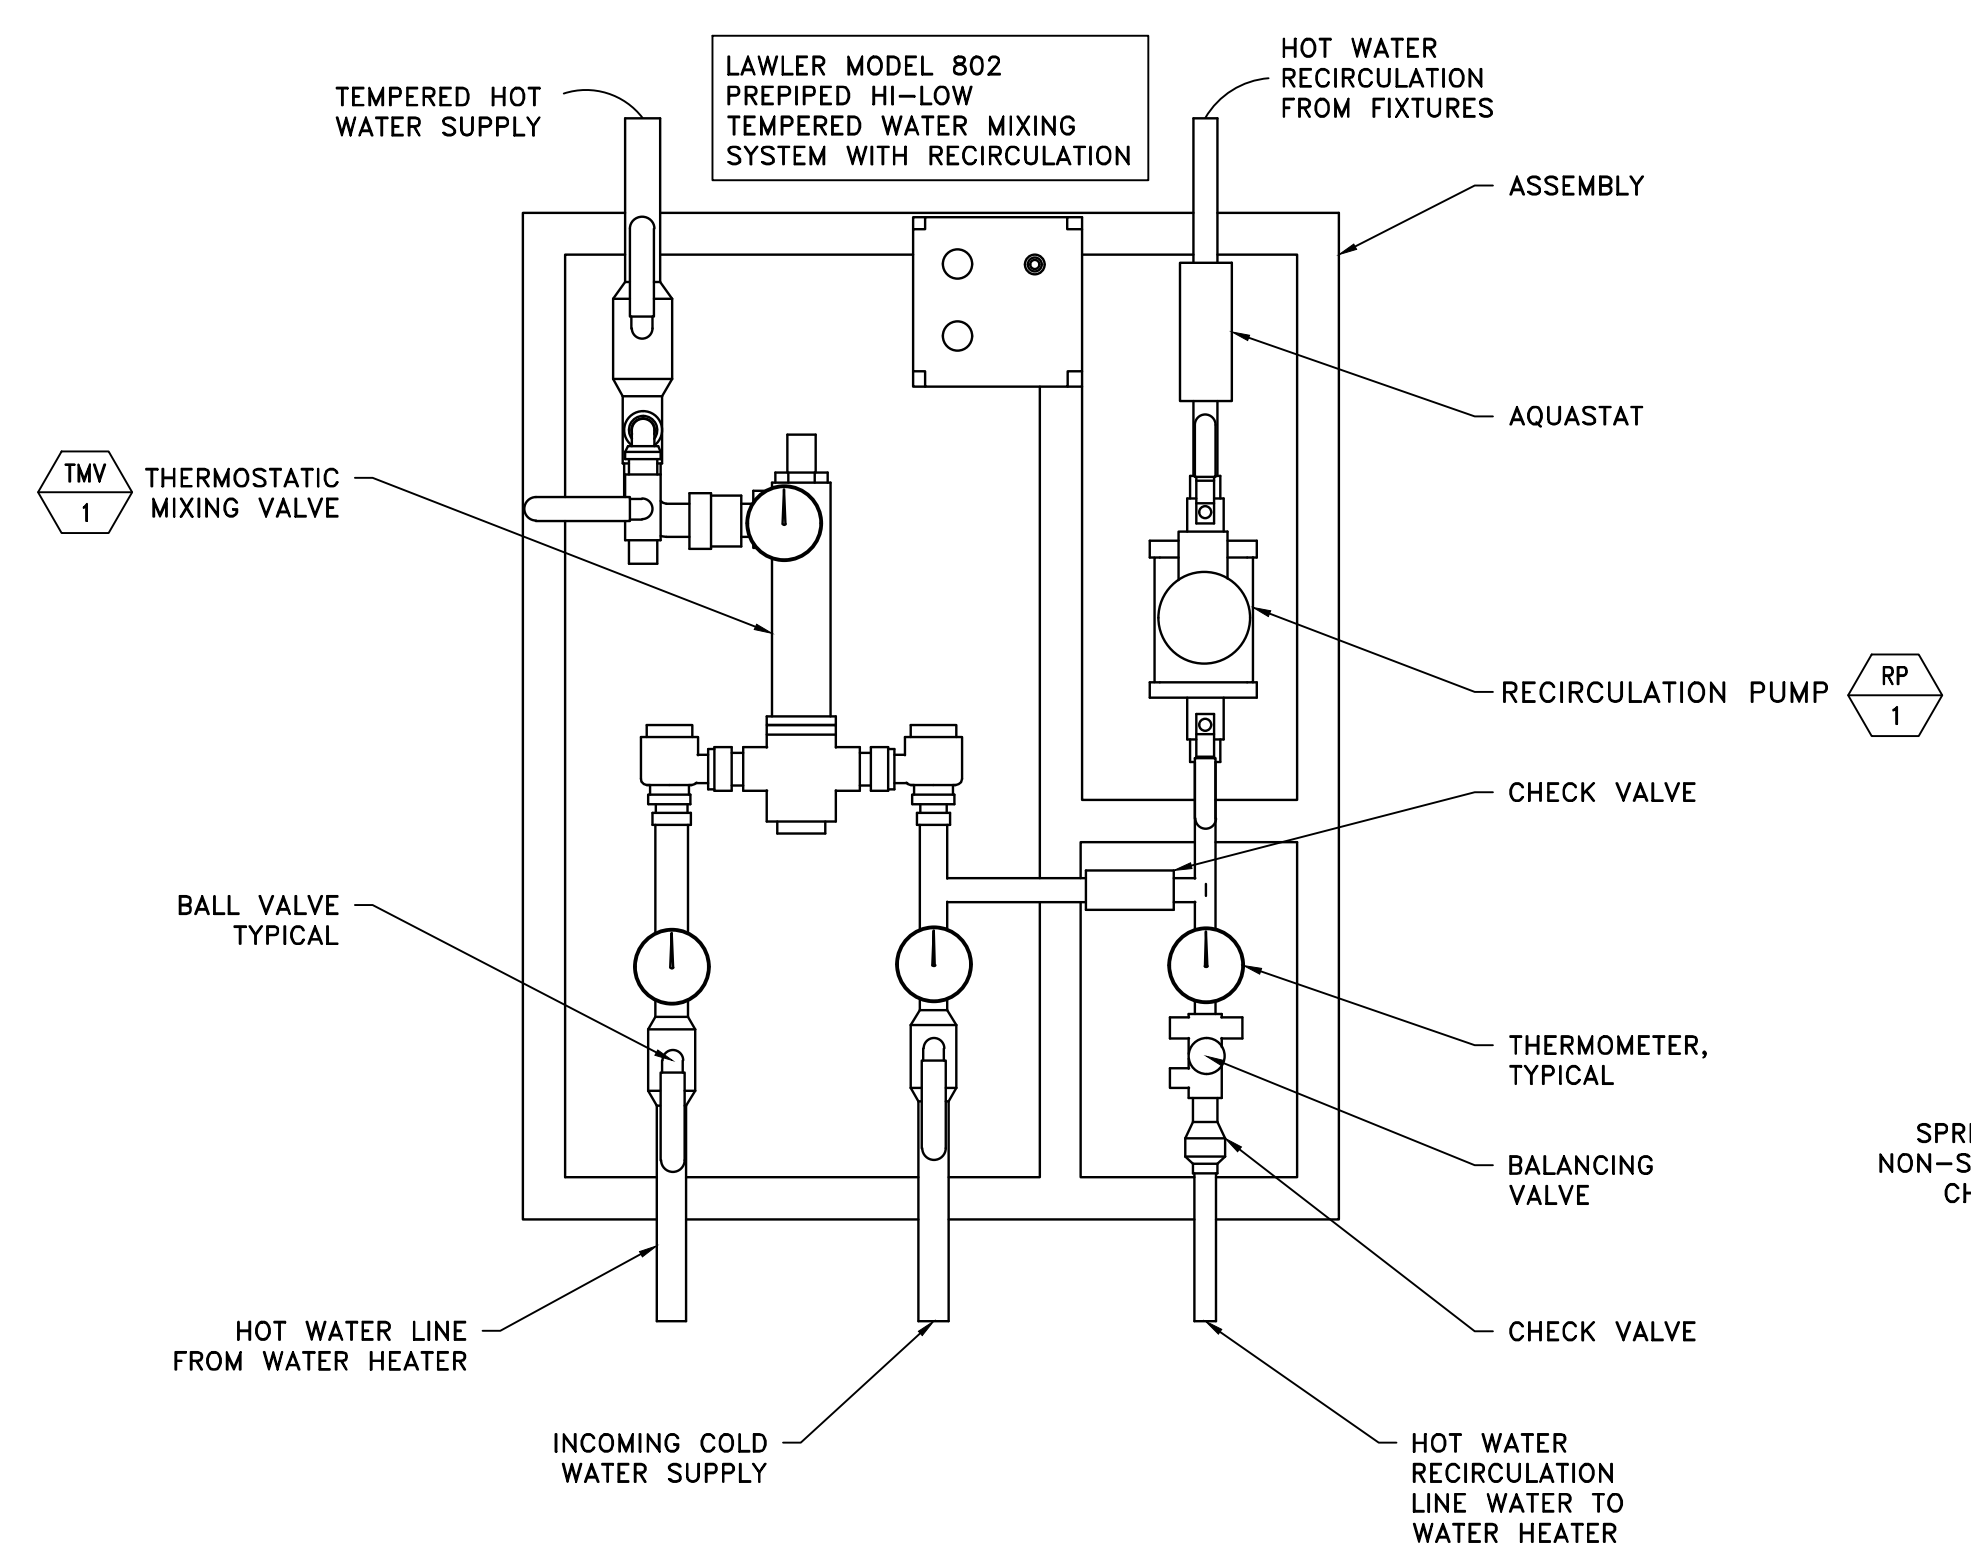 HOT WATER
RECIRCULATION
FROM FIXTURES
LAWLER MODEL 802
PREPIPED HI-LOW
TEMPERED WATER MIXING
SYSTEM WITH RECIRCULATION
TEMPERED HOT
WATER SUPPLY
ASSEMBLY
AQUASTAT
TMV
1
THERMOSTATIC
MIXING VALVE
RECIRCULATION PUMP
RP
1
CHECK VALVE
BALL VALVE
TYPICAL
THERMOMETER,
TYPICAL
BALANCING
VALVE
CHECK VALVE
HOT WATER LINE
FROM WATER HEATER
INCOMING COLD
WATER SUPPLY
HOT WATER
RECIRCULATION
LINE WATER TO
WATER HEATER